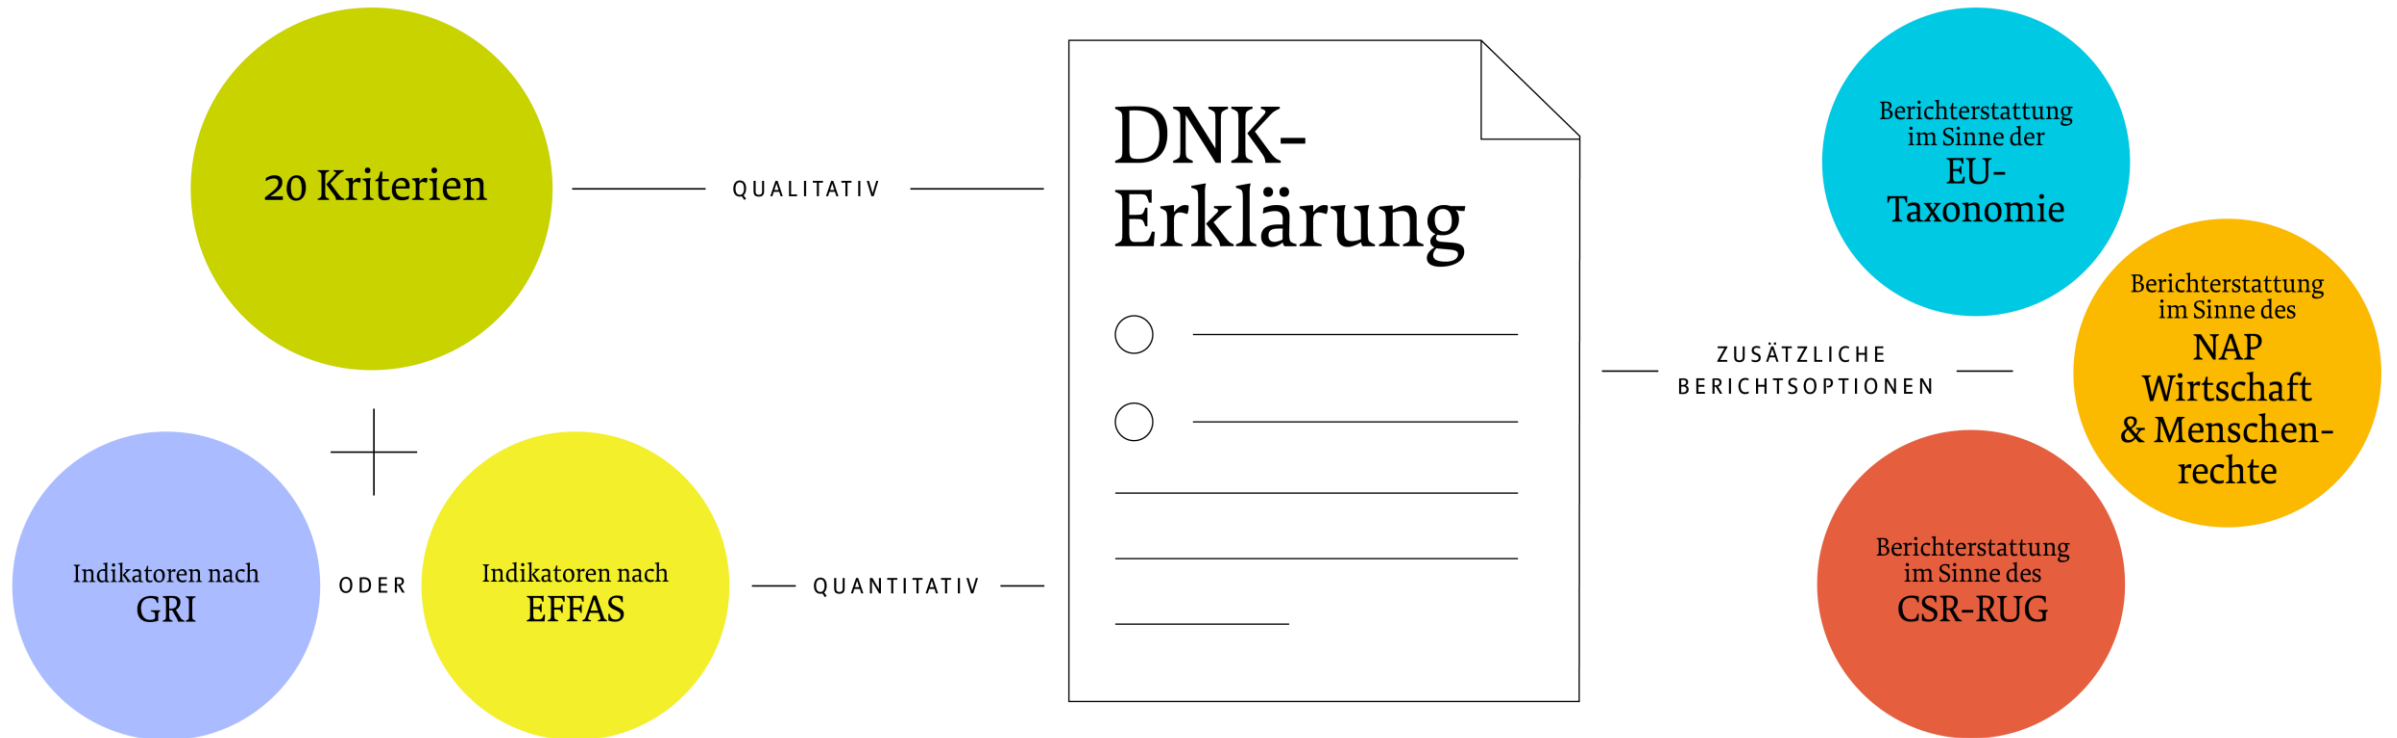 20 Kriterien
QUALITATIV
Indikatoren nach
GRI
ODER
Indikatoren nach
EFFAS
QUANTITATIV
DNK-
Erklärung
ZUSÄTZLICHE
BERICHTSOPTIONEN
Berichterstattung
im Sinne der
EU-
Taxonomie
Berichterstattung
im Sinne des
NAP
Wirtschaft
& Menschen-
rechte
Berichterstattung
im Sinne des
CSR-RUG